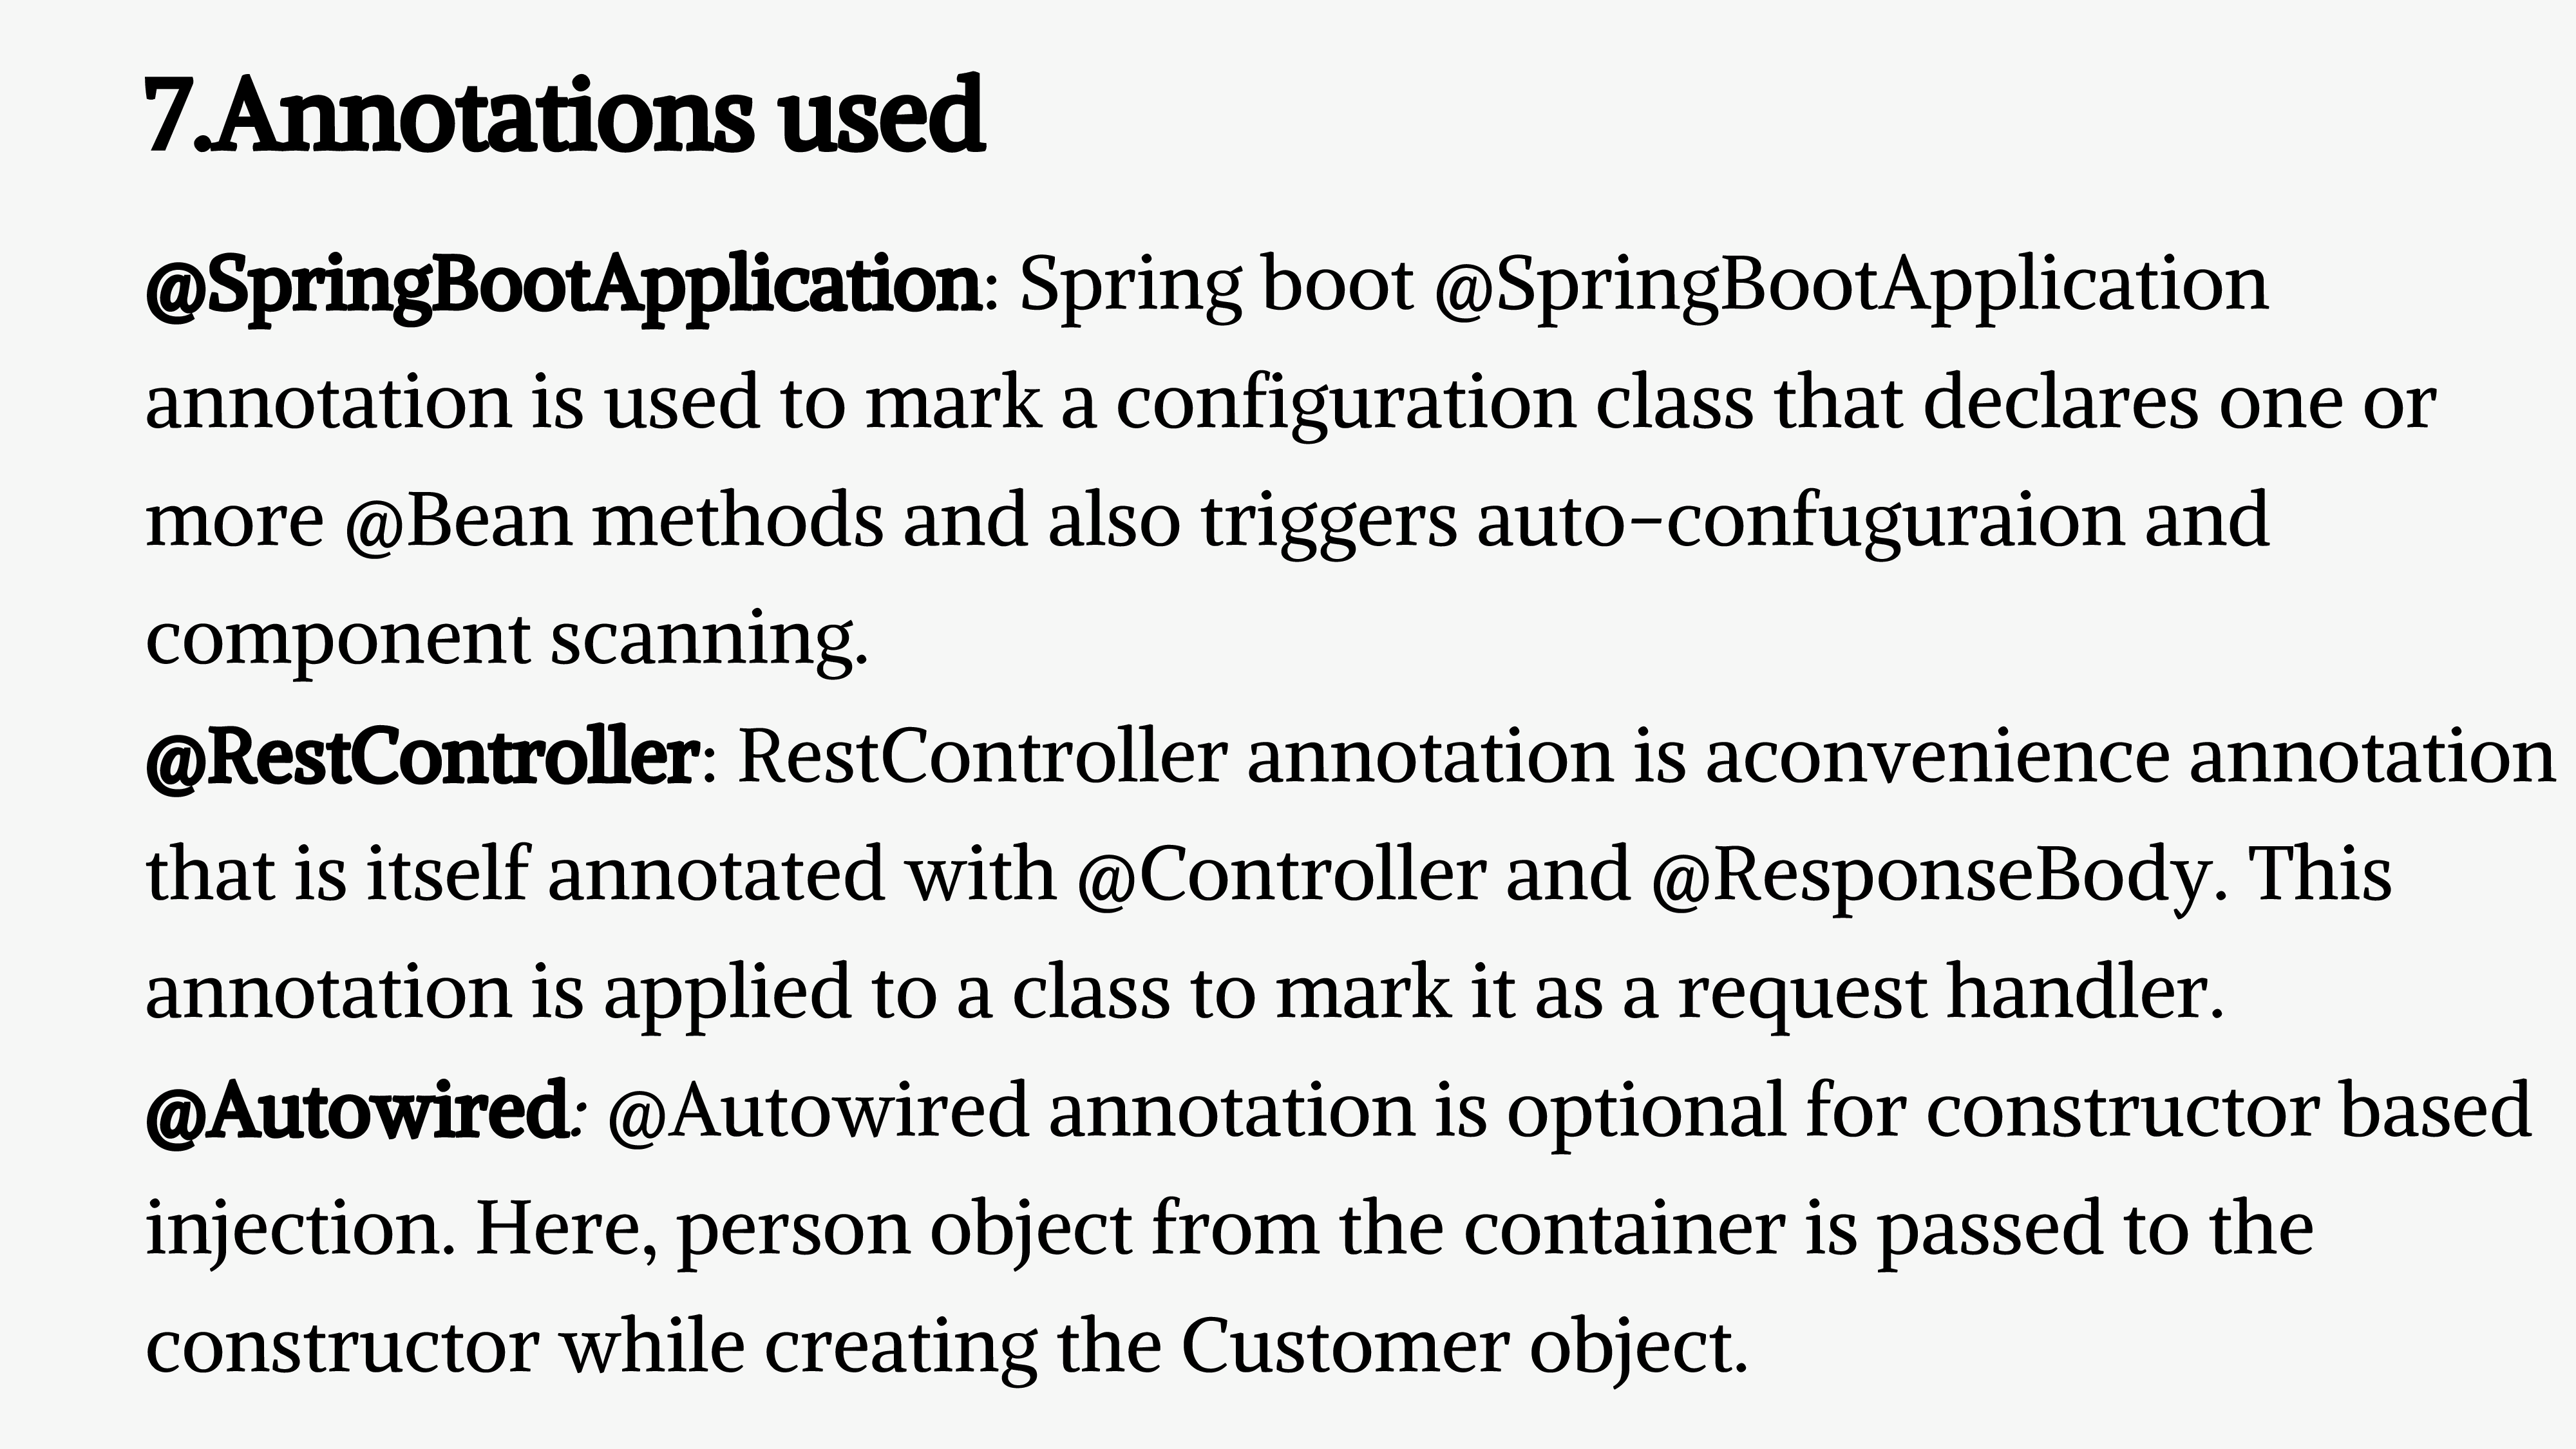 7.Annotations used
@SpringBootApplication: Spring boot @SpringBootApplication
annotation is used to mark a configuration class that declares one or
more @Bean methods and also triggers auto-confuguraion and
component scanning.
@RestController: RestController annotation is aconvenience annotation
that is itself annotated with @Controller and @ResponseBody. This
annotation is applied to a class to mark it as a request handler.
@Autowired: @Autowired annotation is optional for constructor based
injection. Here, person object from the container is passed to the
constructor while creating the Customer object.